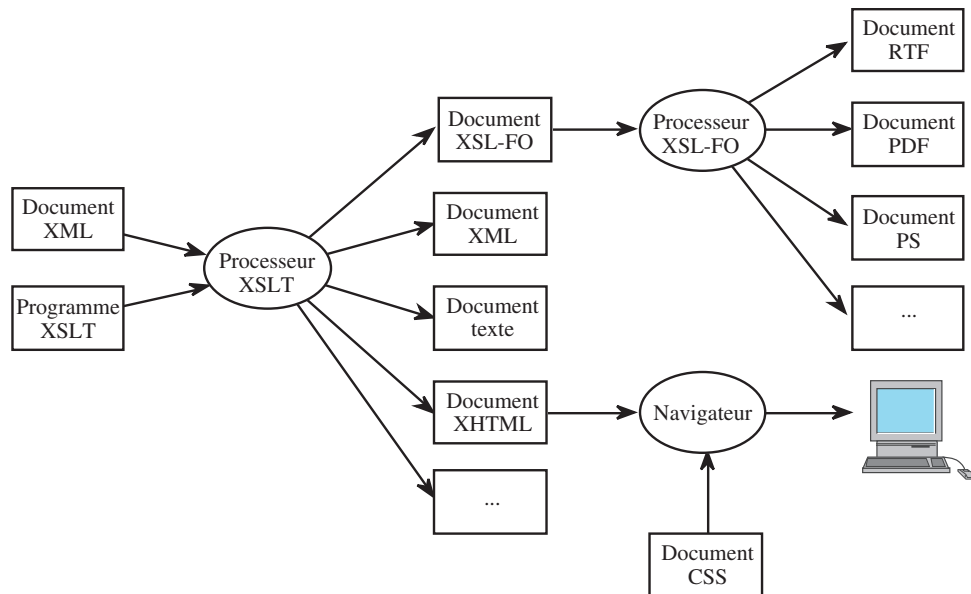 Document
RTF
Document
XSL-FO
Processeur
XSL-FO
Document
PDF
Document
XML
Document
XML
Document
PS
Processeur
XSLT
Programme
XSLT
Document
texte
...
Document
XHTML
Navigateur
...
Document
CSS